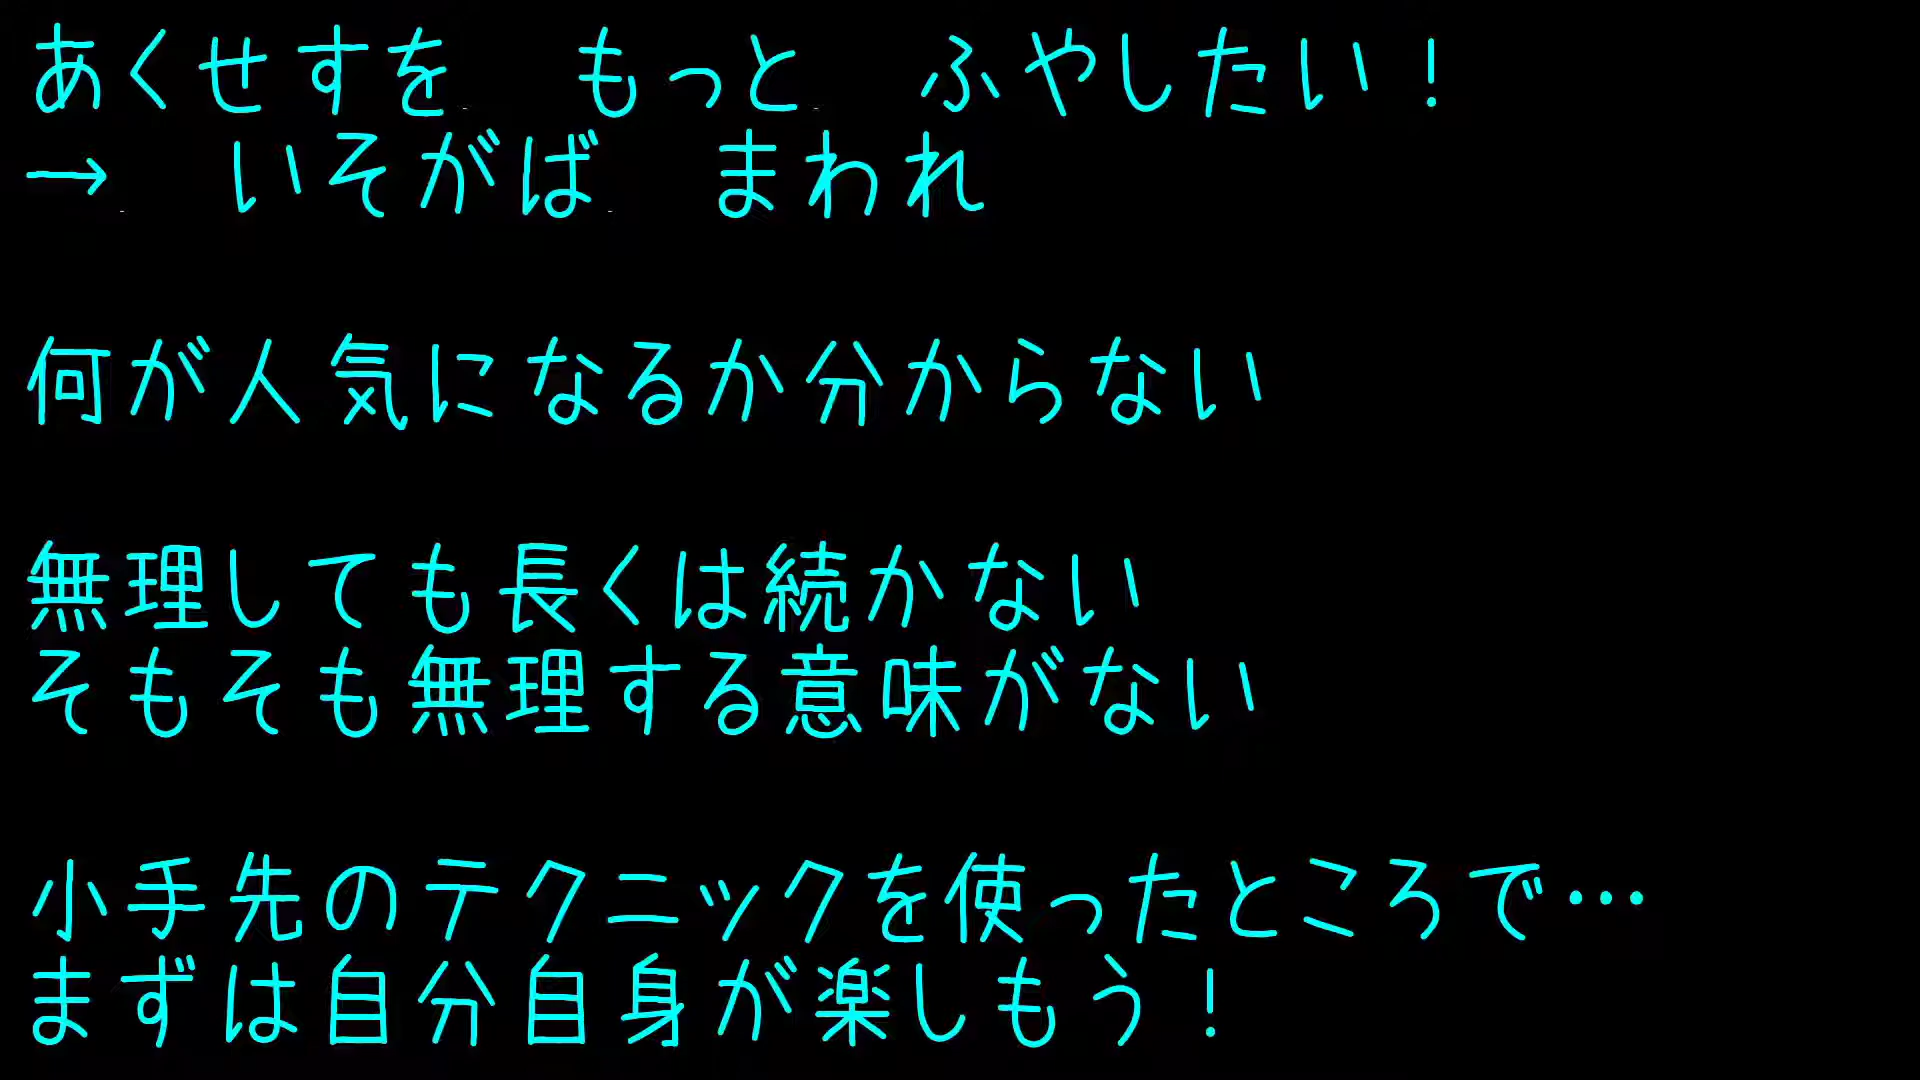 あくせすを　もっと　ふやしたい！
→　いそがば　まわれ
何が人気になるか分からない
無理しても長くは続かない
そもそも無理する意味がない
小手先のテクニックを使ったところで…
まずは自分自身が楽しもう！